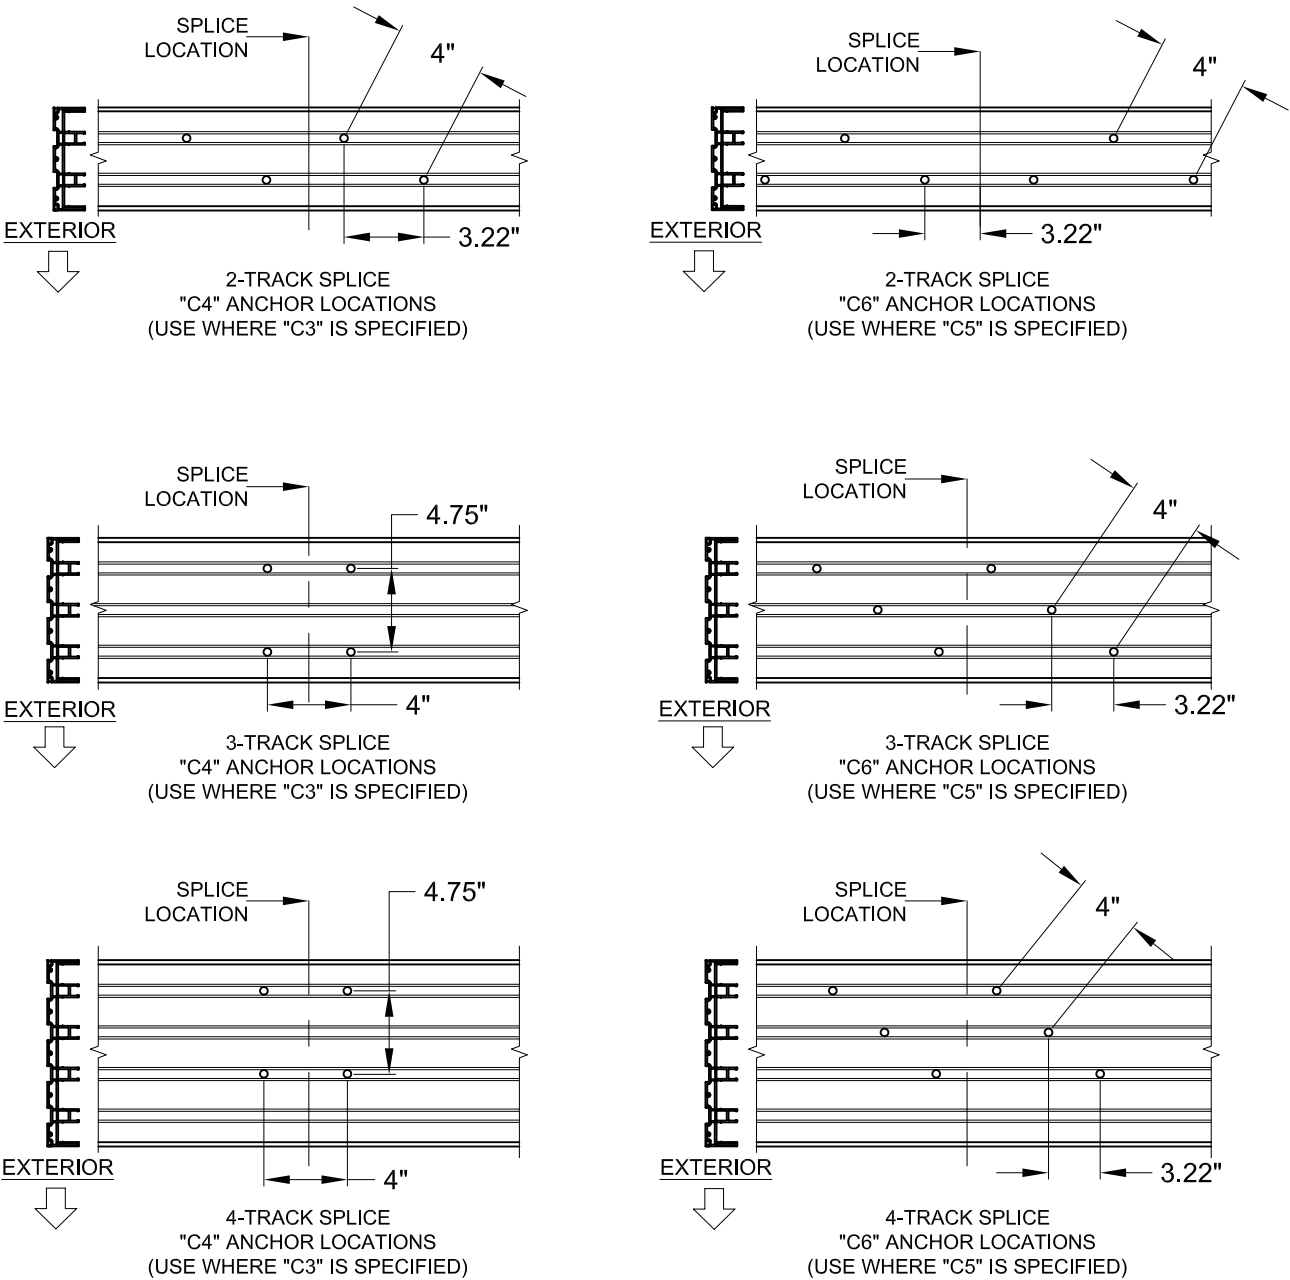 SPLICE
LOCATION
4"
EXTERIOR
3.22"
2-TRACK SPLICE
"C4" ANCHOR LOCATIONS
(USE WHERE "C3" IS SPECIFIED)
SPLICE
LOCATION
4"
EXTERIOR
3.22"
2-TRACK SPLICE
"C6" ANCHOR LOCATIONS
(USE WHERE "C5" IS SPECIFIED)
SPLICE
LOCATION
4.75"
EXTERIOR
4"
3-TRACK SPLICE
"C4" ANCHOR LOCATIONS
(USE WHERE "C3" IS SPECIFIED)
SPLICE
LOCATION
4"
EXTERIOR
3.22"
3-TRACK SPLICE
"C6" ANCHOR LOCATIONS
(USE WHERE "C5" IS SPECIFIED)
SPLICE
LOCATION
4.75"
EXTERIOR
4"
4-TRACK SPLICE
"C4" ANCHOR LOCATIONS
(USE WHERE "C3" IS SPECIFIED)
SPLICE
LOCATION
4"
EXTERIOR
3.22"
4-TRACK SPLICE
"C6" ANCHOR LOCATIONS
(USE WHERE "C5" IS SPECIFIED)